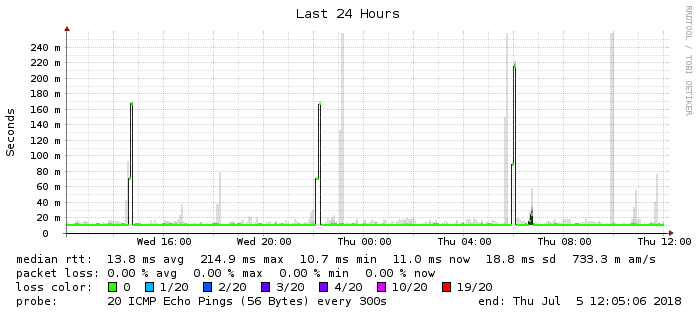 Last 24 Hours
RRDTOOL / TOBI OETIKER
Seconds
240 m
220 m
200 m
180 m
160 m
140 m
120 m
100 m
80 m
60 m
40 m
20 m
0
Wed 16:00 Wed 20:00 Thu 00:00 Thu 04:00 Thu 08:00 Thu 12:00
median rtt: 13.8 ms avg 214.9 ms max 10.7 ms min 11.0 ms now 18.8 ms sd 733.3 m am/s
packet loss: 0.00 % avg 0.00 % max 0.00 % min 0.00 % now
loss color: 0 1/20 2/20 3/20 4/20 10/20 19/20
probe: 20 ICMP Echo Pings (56 Bytes) every 300s end: Thu Jul 5 12:05:06 2018